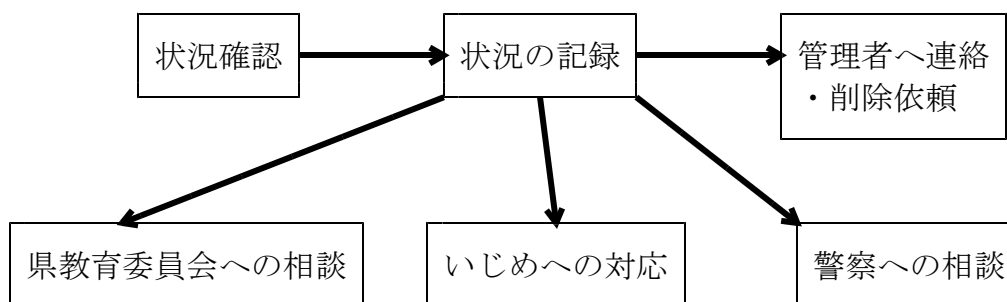 状況確認
状況の記録
管理者へ連絡
・削除依頼
県教育委員会への相談
いじめへの対応
警察への相談